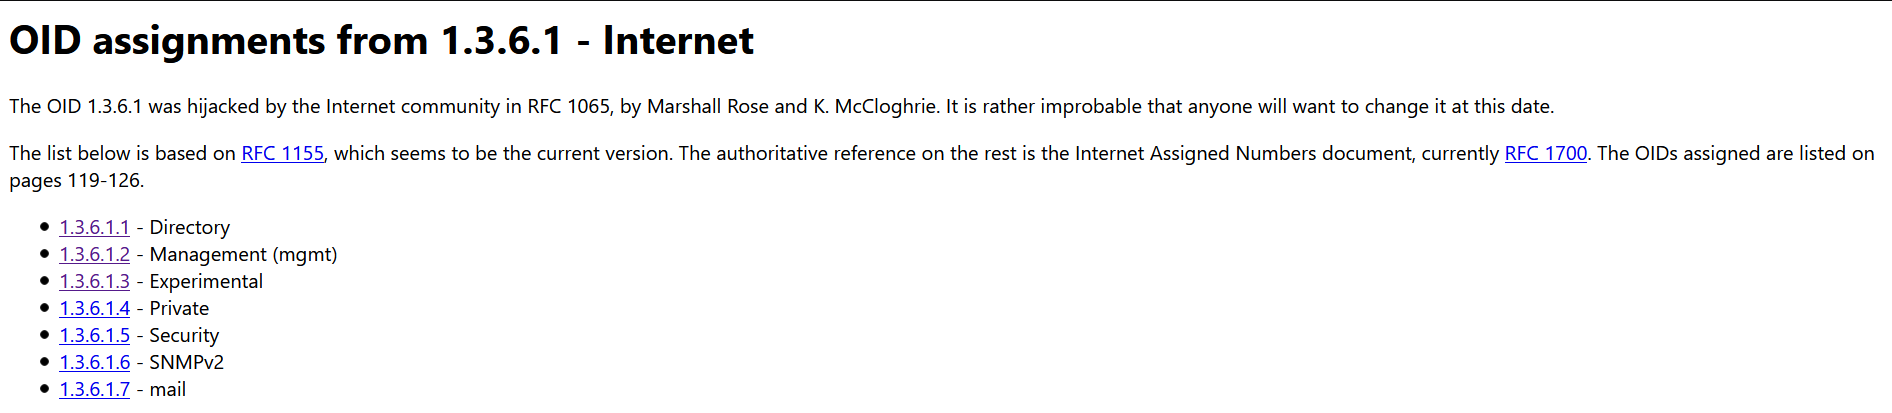 OID assignments from 1.3.6.1 - Internet
The OID 1.3.6.1 was hijacked by the Internet community in RFC 1065, by Marshall Rose and K. McCloghrie. It is rather improbable that anyone will want to change it at this date.
The list below is based on RFC 1155, which seems to be the current version. The authoritative reference on the rest is the Internet Assigned Numbers document, currently RFC 1700. The OIDs assigned are listed on
pages 119-126.
• 1.3.6.1.1 - Directory
• 1.3.6.1.2 - Management (mgmt)
• 1.3.6.1.3 - Experimental
• 1.3.6.1.4 - Private
• 1.3.6.1.5 - Security
• 1.3.6.1.6 - SNMPv2
• 1.3.6.1.7 - mail